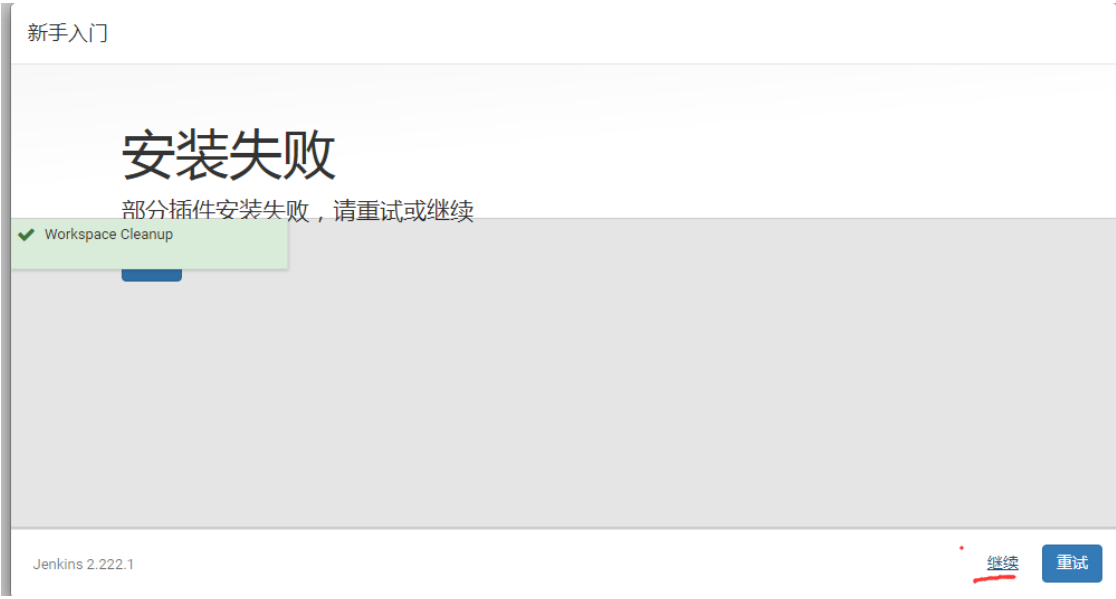 新手入门
安装失败
部分插件安装失败，请重试或继续
Workspace Cleanup
Jenkins 2.222.1
继续
重试